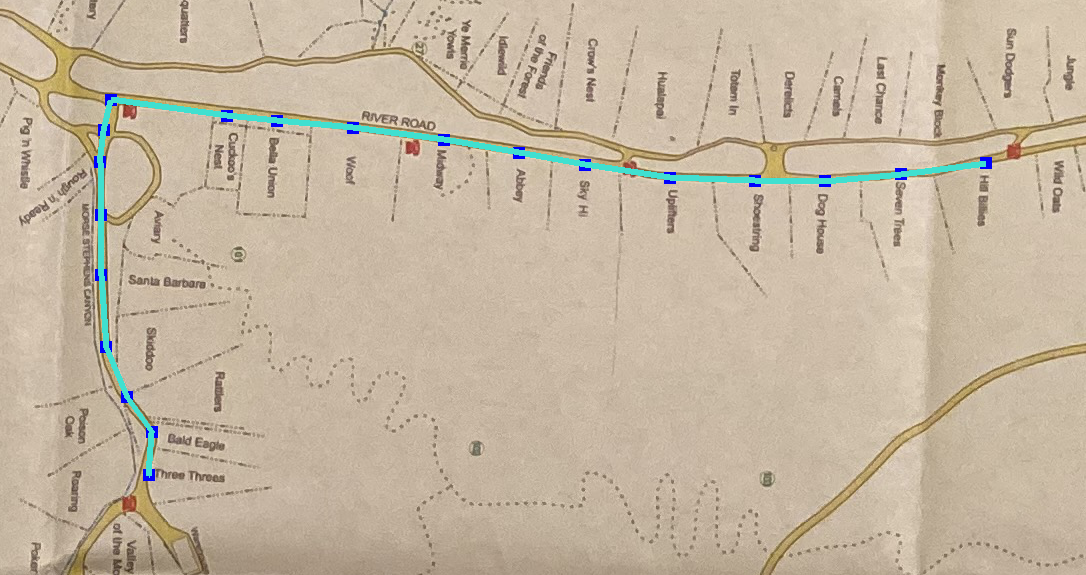 Ye Merrie
Yowls
Idlewild
Friends
of the Forest
Crow's Nest
Hualapai
Totem In
Derelicts
Camels
Last Chance
Monkey Block
Sun Dodgers
Jungle
Pig 'n Whistle
Rough 'n Ready
RIVER ROAD
Cuckoo's
Nest
Bella Union
Woof
Midway
Abbey
Sky Hi
Uplifters
Shoestring
Dog House
Seven Trees
Hill Billies
Wild Oats
MORSE STEPHENS CANYON
Aviary
Santa Barbara
Skiddoo
Rattlers
Poison
Oak
Bald Eagle
Three Threes
Roaring
Valley
of the Mo
Poker